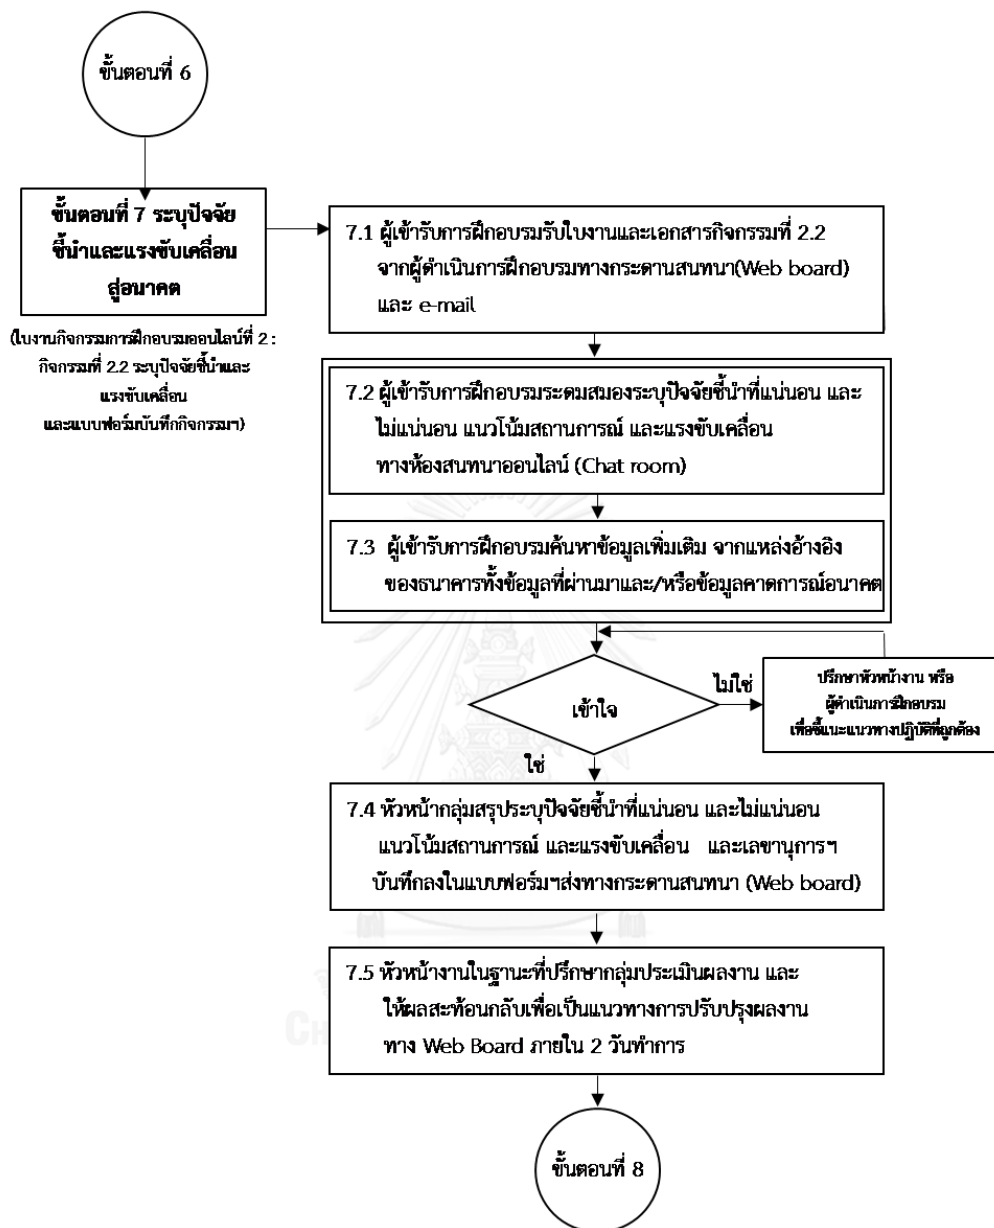 ขั้นตอนที่ 6
ขั้นตอนที่ 7 ระบุปัจจัย
ชี้นำและแรงขับเคลื่อน
สู่อนาคต
(ใบงานกิจกรรมการฝึกอบรมออนไลน์ที่ 2 :
กิจกรรมที่ 2.2 ระบุปัจจัยชี้นำและ
แรงขับเคลื่อน
และแบบฟอร์มบันทึกกิจกรรมฯ)
7.1 ผู้เข้ารับการฝึกอบรมรับใบงานและเอกสารกิจกรรมที่ 2.2
จากผู้ดำเนินการฝึกอบรมทางกระดานสนทนา(Web board)
และ e-mail
7.2 ผู้เข้ารับการฝึกอบรมระดมสมองระบุปัจจัยชี้นำที่แน่นอน และ
ไม่แน่นอน แนวโน้มสถานการณ์ และแรงขับเคลื่อน
ทางห้องสนทนาออนไลน์ (Chat room)
7.3 ผู้เข้ารับการฝึกอบรมค้นหาข้อมูลเพิ่มเติม จากแหล่งอ้างอิง
ของธนาคารทั้งข้อมูลที่ผ่านมาและ/หรือข้อมูลคาดการณ์อนาคต
เข้าใจ
ไม่ใช่
ปรึกษาหัวหน้างาน หรือ
ผู้ดำเนินการฝึกอบรม
เพื่อชี้แนะแนวทางปฏิบัติที่ถูกต้อง
ใช่
7.4 หัวหน้ากลุ่มสรุประบุปัจจัยชี้นำที่แน่นอน และไม่แน่นอน
แนวโน้มสถานการณ์ และแรงขับเคลื่อน และเลขานุการฯ
บันทึกลงในแบบฟอร์มฯส่งทางกระดานสนทนา (Web board)
7.5 หัวหน้างานในฐานะที่ปรึกษากลุ่มประเมินผลงาน และ
ให้ผลสะท้อนกลับเพื่อเป็นแนวทางการปรับปรุงผลงาน
ทาง Web Board ภายใน 2 วันทำการ
ขั้นตอนที่ 8